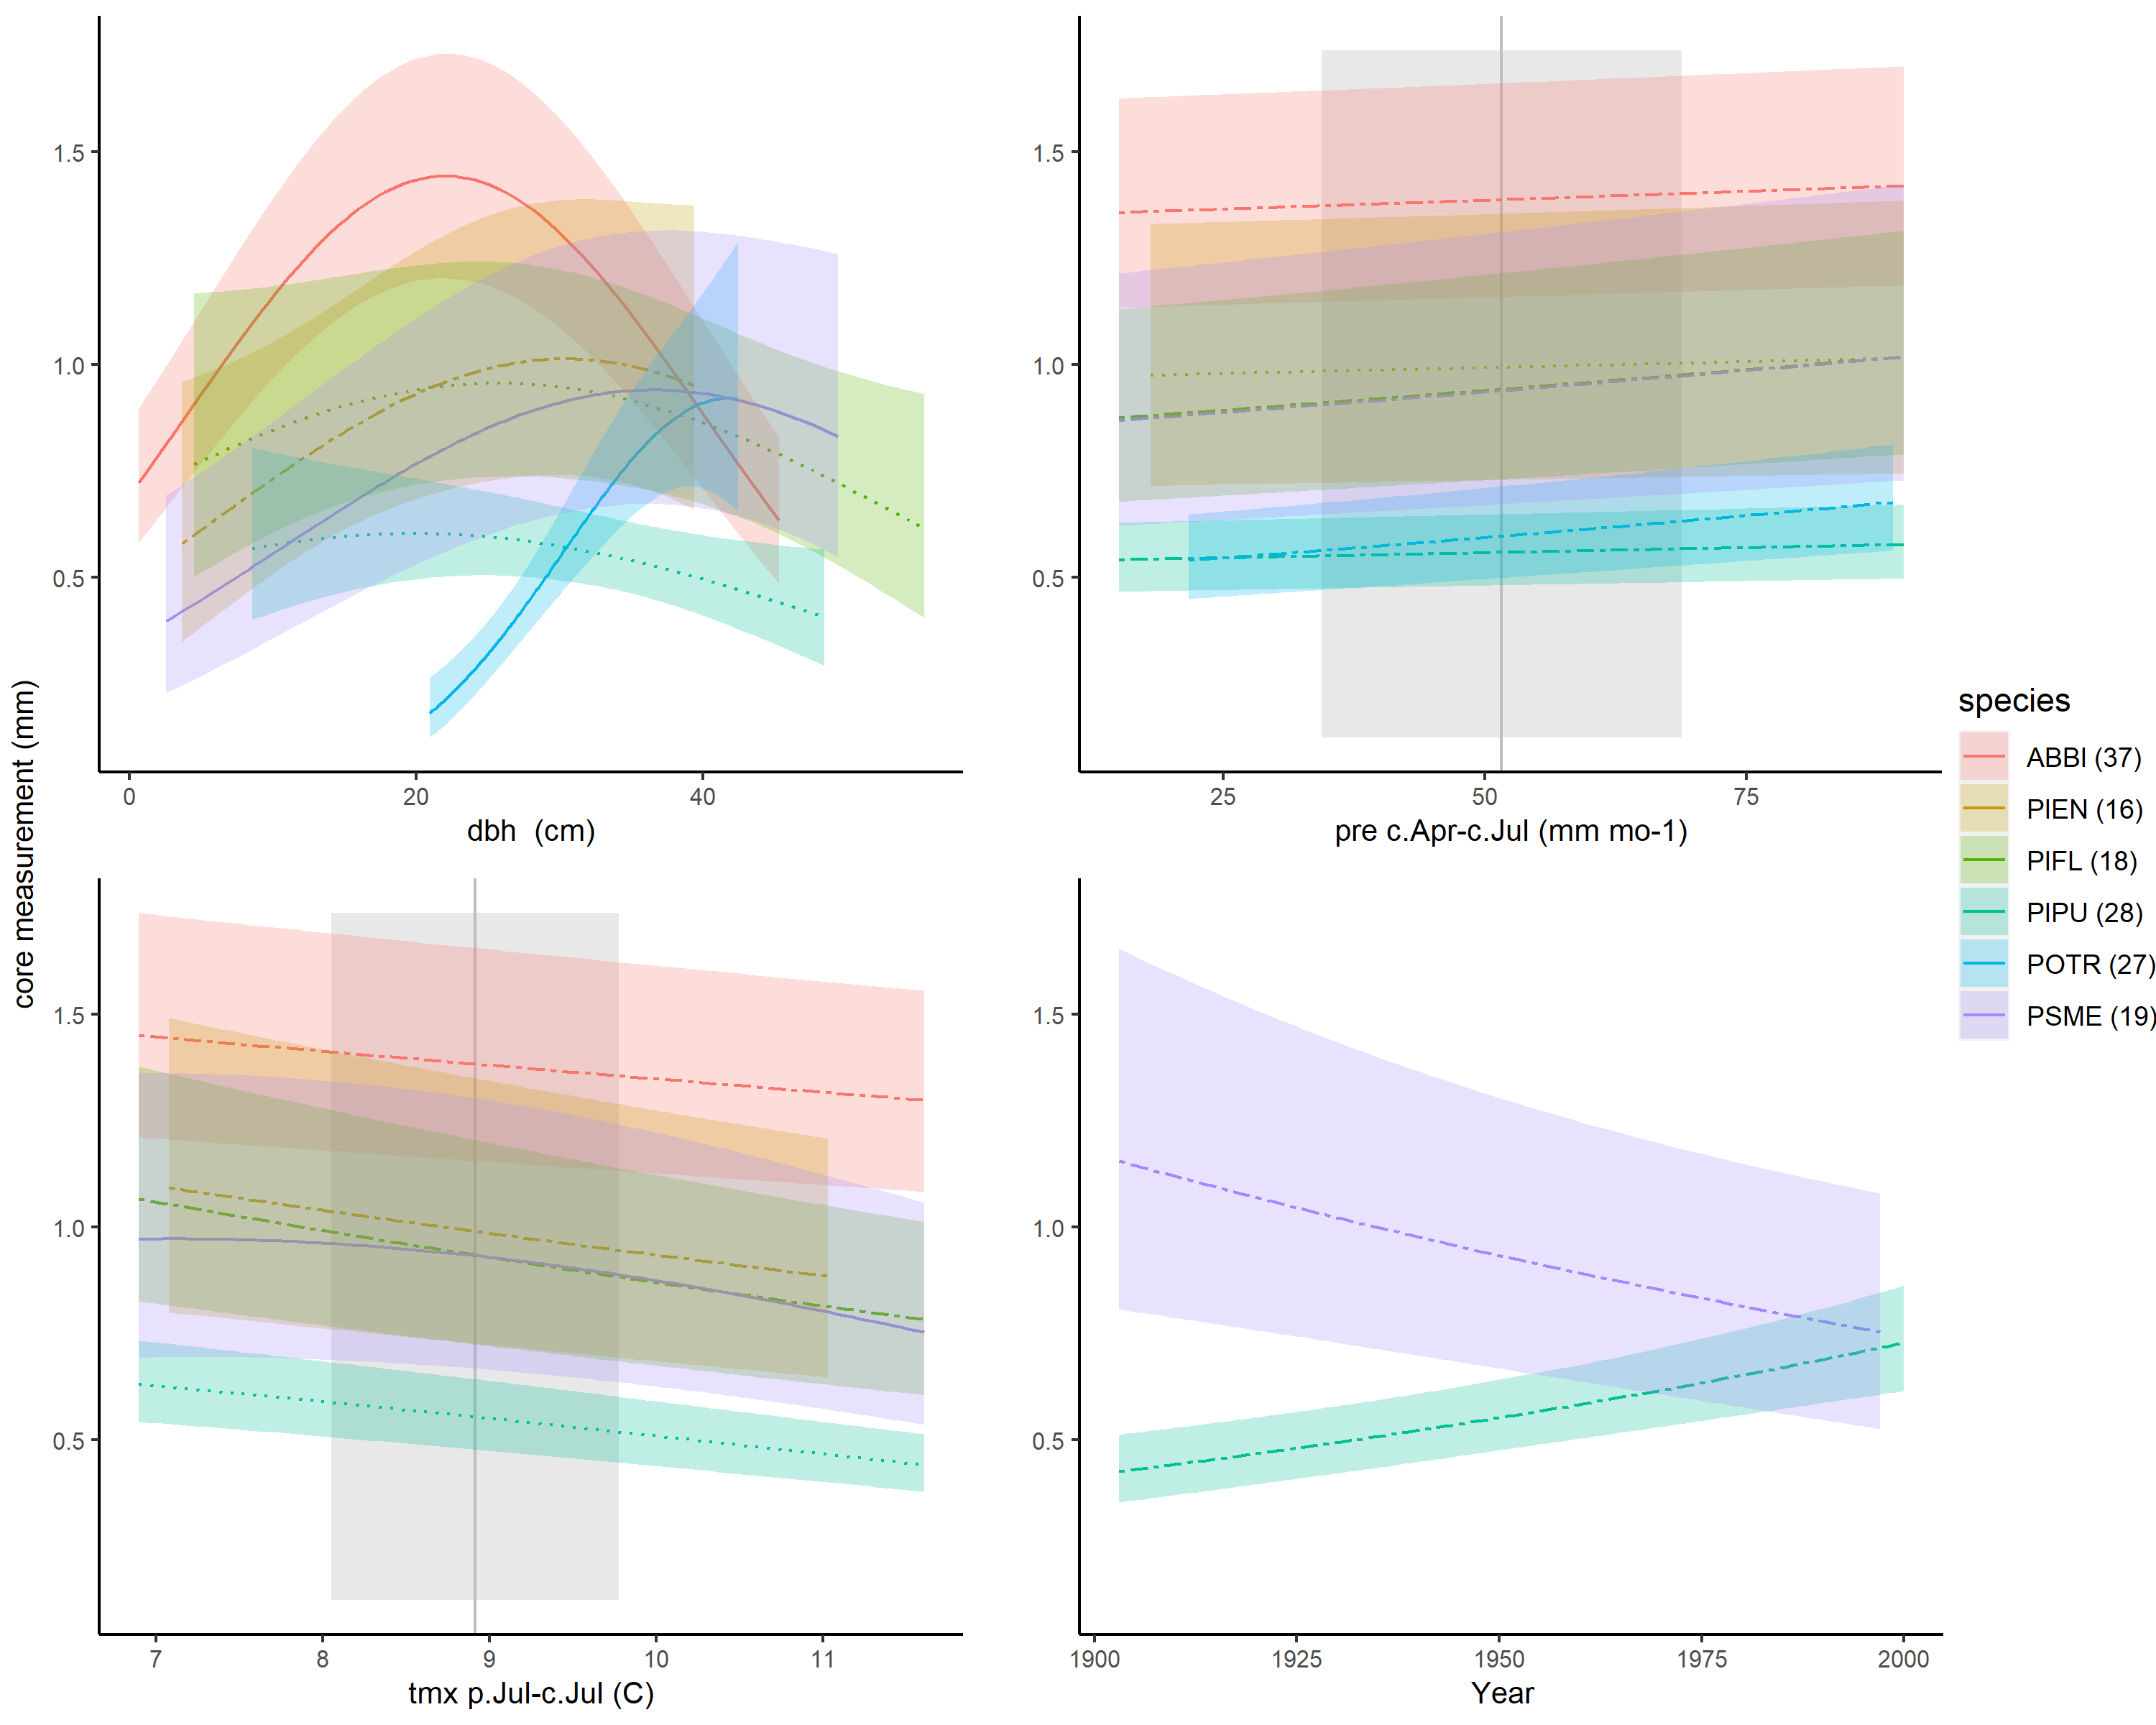 core measurement (mm)
1.5
1.0
0.5
0 20 40
dbh (cm)
1.5
1.0
0.5
25 50 75
pre c.Apr-c.Jul (mm mo-1)
1.5
1.0
0.5
7 8 9 10 11
tmx p.Jul-c.Jul (C)
1.5
1.0
0.5
1900 1925 1950 1975 2000
Year
species
ABBI (37)
PIEN (16)
PIFL (18)
PIPU (28)
POTR (27)
PSME (19)